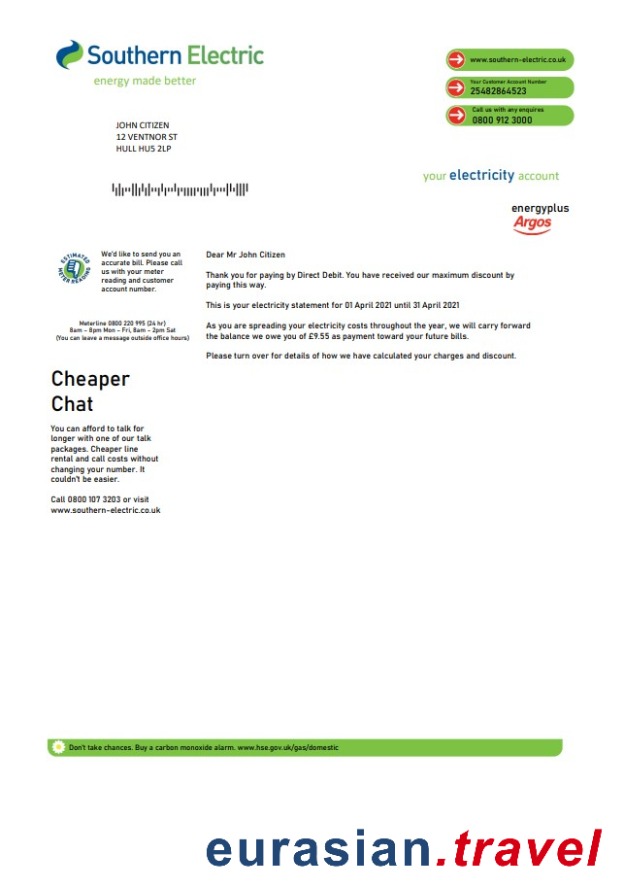 Southern Electric
energy made better
www.southern-electric.co.uk
Your Customer Account Number
25482864523
Call us with any enquires
0800 912 3000
JOHN CITIZEN
12 VENTNOR ST
HULL HU5 2LP
your electricity account
energyplus
Argos
ESTIMATED
METER READING
We'd like to send you an
accurate bill. Please call
us with your meter
reading and customer
account number.
Meterline 0800 220 995 (24 hr)
8am – 8pm Mon – Fri, 8am – 2pm Sat
(You can leave a message outside office hours)
Dear Mr John Citizen
Thank you for paying by Direct Debit. You have received our maximum discount by
paying this way.
This is your electricity statement for 01 April 2021 until 31 April 2021
As you are spreading your electricity costs throughout the year, we will carry forward
the balance we owe you of £9.55 as payment toward your future bills.
Please turn over for details of how we have calculated your charges and discount.
Cheaper
Chat
You can afford to talk for
longer with one of our talk
packages. Cheaper line
rental and call costs without
changing your number. It
couldn't be easier.
Call 0800 107 3203 or visit
www.southern-electric.co.uk
Don't take chances. Buy a carbon monoxide alarm. www.hse.gov.uk/gas/domestic
eurasian.travel